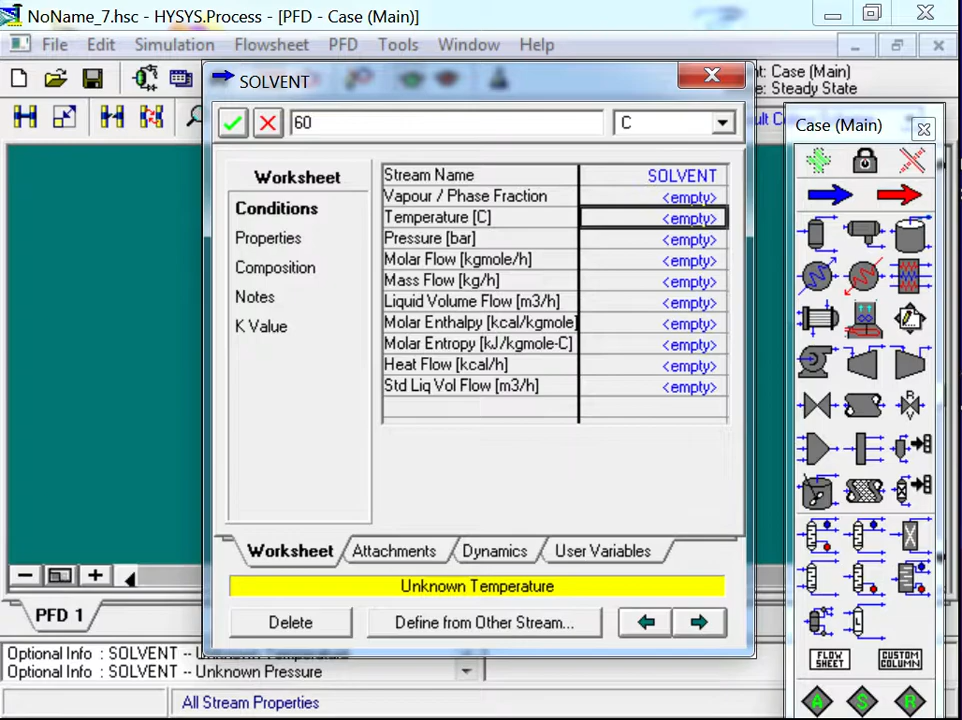 NoName_7.hsc - HYSYS.Process - [PFD - Case (Main)]
File Edit Simulation Flowsheet PFD Tools Window Help
SOLVENT
nt: Case (Main)
e: Steady State
ult C
60
C
Case (Main)
Worksheet
Conditions
Properties
Composition
Notes
K Value
Stream Name SOLVENT
Vapour / Phase Fraction <empty>
Temperature [C] <empty>
Pressure [bar] <empty>
Molar Flow [kgmole/h] <empty>
Mass Flow [kg/h] <empty>
Liquid Volume Flow [m3/h] <empty>
Molar Enthalpy [kcal/kgmole] <empty>
Molar Entropy [kJ/kgmole-C] <empty>
Heat Flow [kcal/h] <empty>
Std Liq Vol Flow [m3/h] <empty>
Worksheet Attachments Dynamics User Variables
Unknown Temperature
Delete Define from Other Stream...
PFD 1
Optional Info : SOLVENT -- Unknown Temperature
Optional Info : SOLVENT -- Unknown Pressure
All Stream Properties
FLOW SHEET
CUSTOM COLUMN
A S R